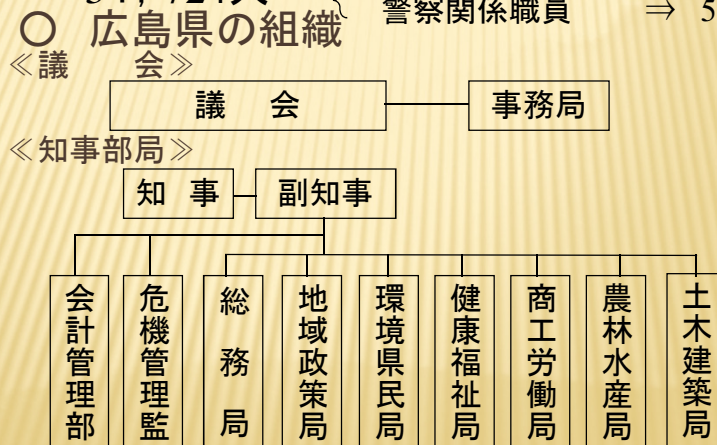 警察関係職員 ⇒ 5
〇 広島県の組織
≪議 会≫
議 会 事務局
≪知事部局≫
知 事 副知事
会計管理部
危機管理監
総務局
地域政策局
環境県民局
健康福祉局
商工労働局
農林水産局
土木建築局